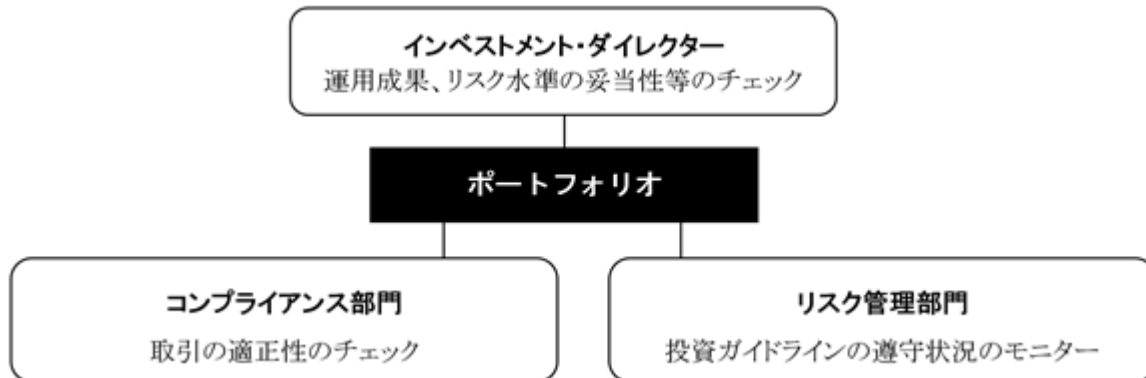 インベストメント・ダイレクター
運用成果、リスク水準の妥当性等のチェック
ポートフォリオ
コンプライアンス部門
取引の適正性のチェック
リスク管理部門
投資ガイドラインの遵守状況のモニター